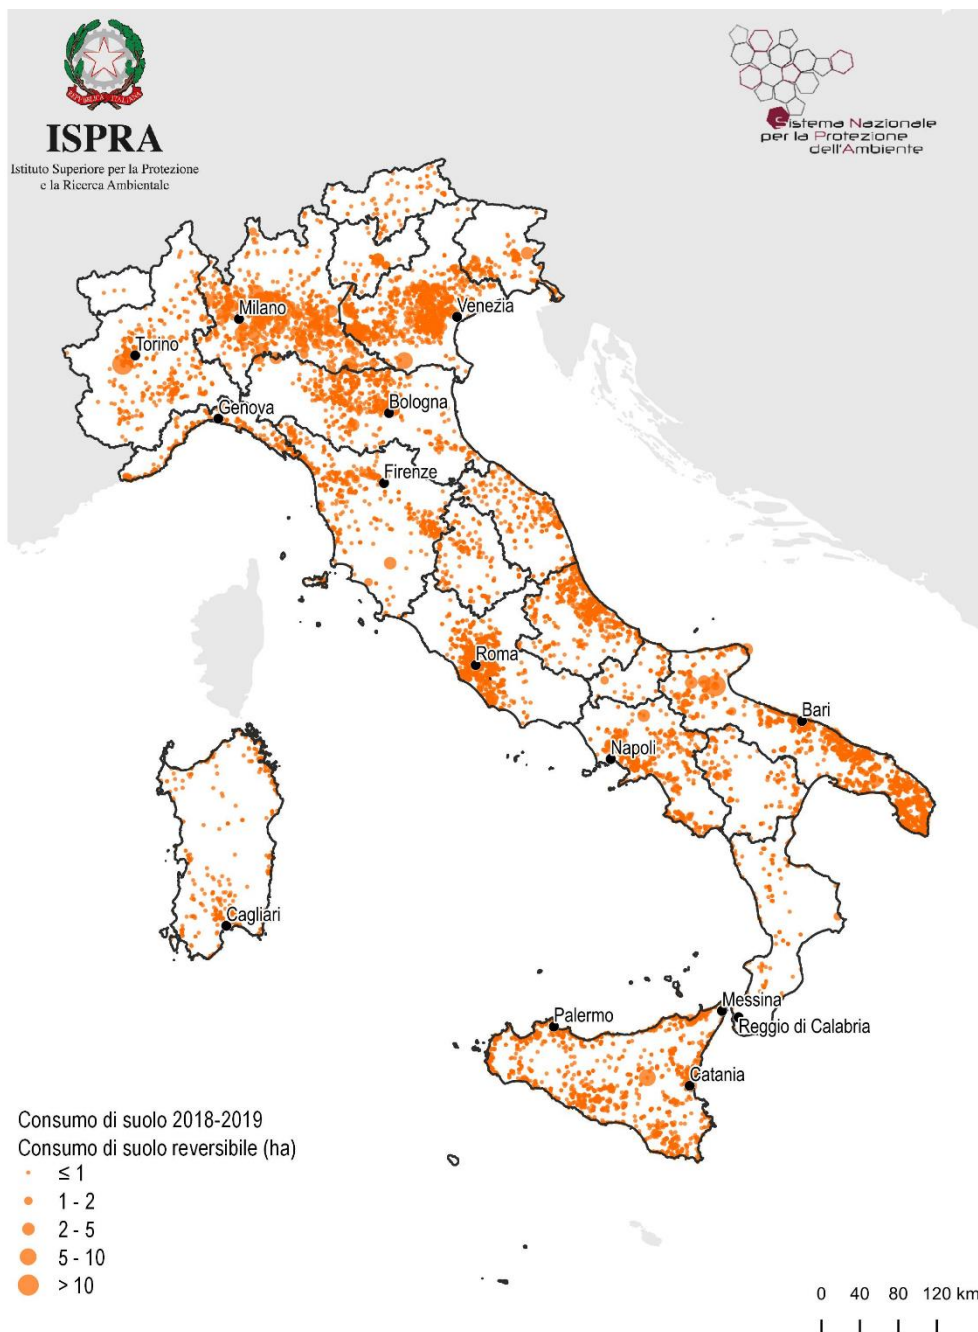 REPVBBLICA ITALIANA
ISPRA
Istituto Superiore per la Protezione
e la Ricerca Ambientale
Sistema Nazionale
per la Protezione
dell'Ambiente
Milano
Venezia
Torino
Genova
Bologna
Firenze
Roma
Bari
Napoli
Cagliari
Messina
Palermo
Reggio di Calabria
Catania
Consumo di suolo 2018-2019
Consumo di suolo reversibile (ha)
≤ 1
1 - 2
2 - 5
5 - 10
> 10
0 40 80 120 km